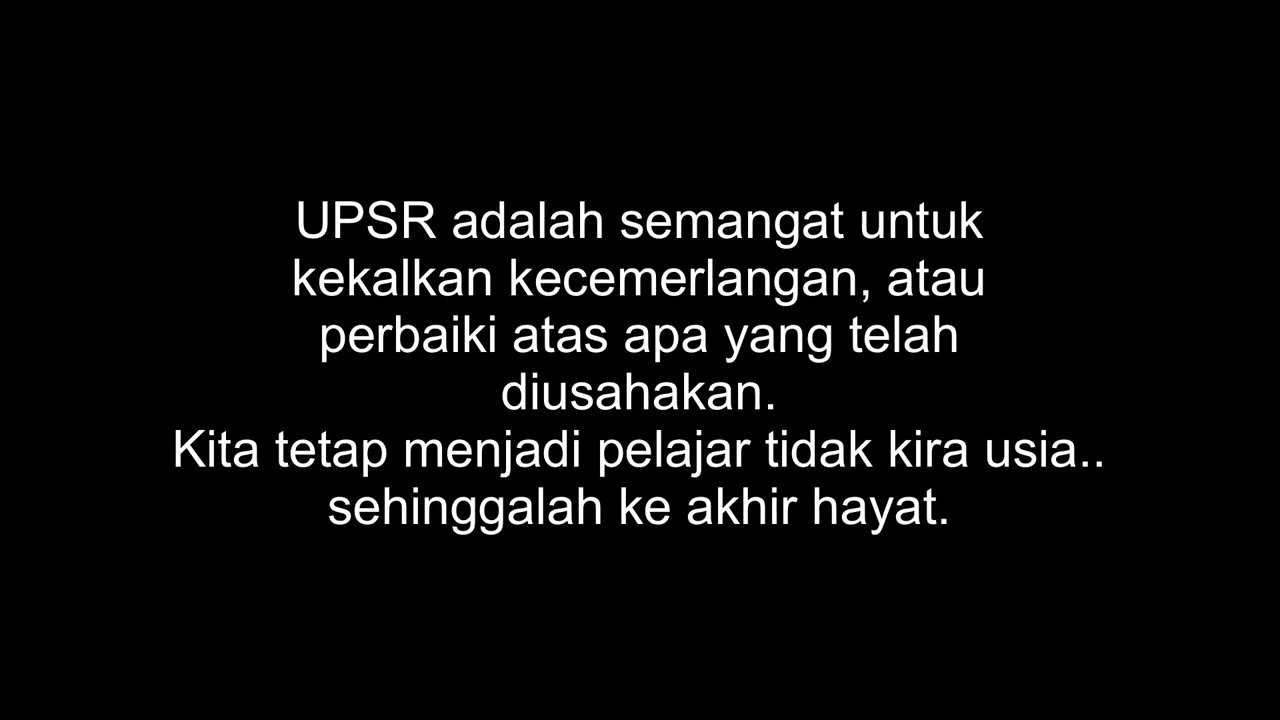 UPSR adalah semangat untuk
kekalkan kecemerlangan, atau
perbaiki atas apa yang telah
diusahakan.
Kita tetap menjadi pelajar tidak kira usia..
sehinggalah ke akhir hayat.